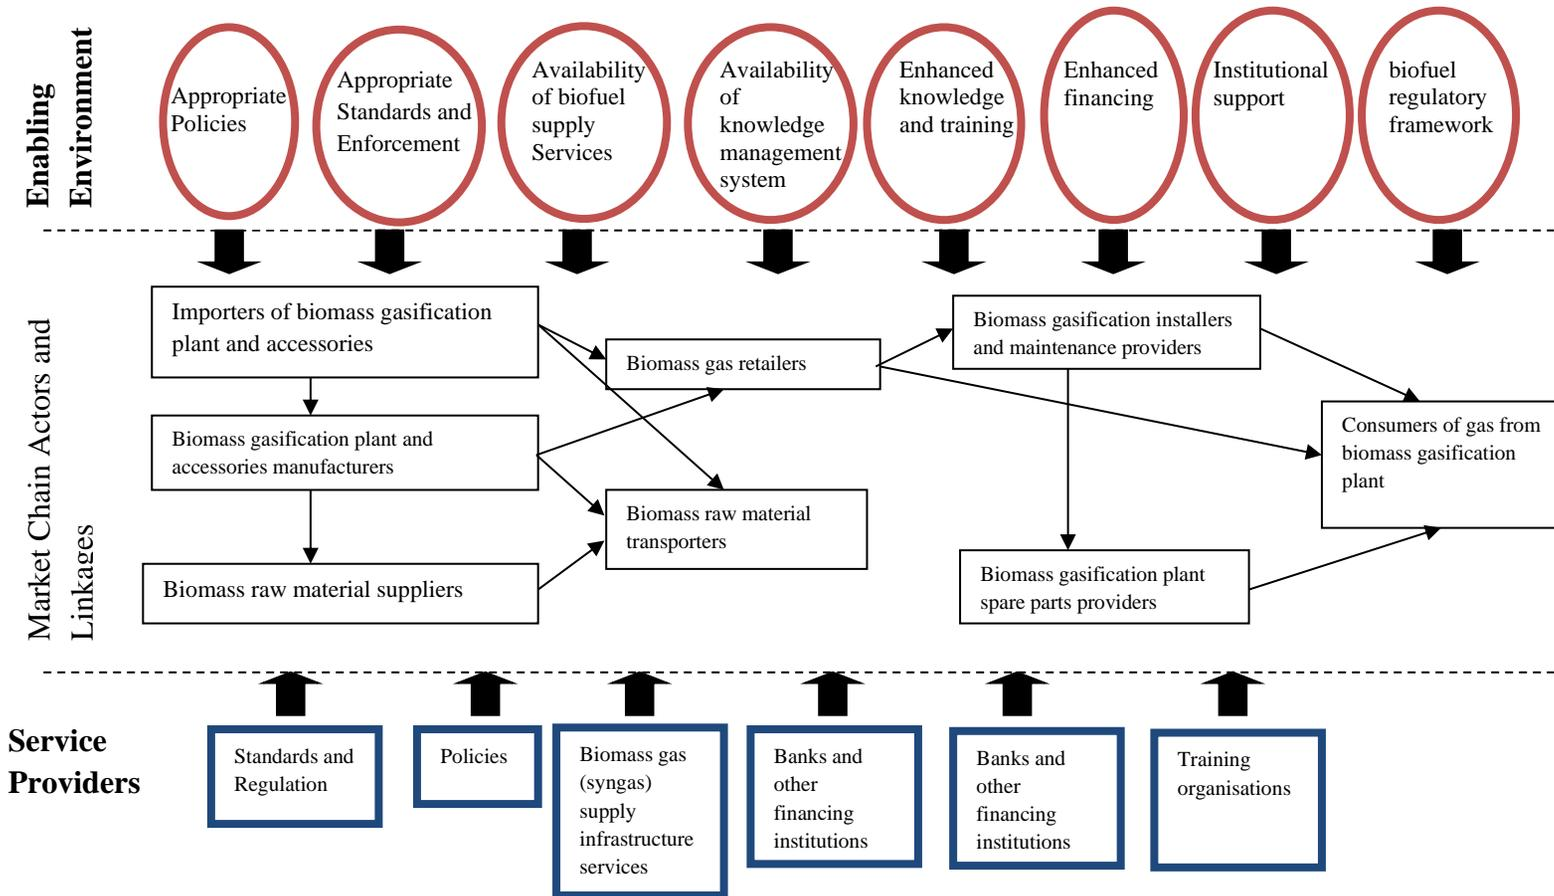 Enabling
Environment
Appropriate
Policies
Appropriate
Standards and
Enforcement
Availability
of biofuel
supply
Services
Availability
of
knowledge
management
system
Enhanced
knowledge
and training
Enhanced
financing
Institutional
support
biofuel
regulatory
framework
Market Chain Actors and
Linkages
Importers of biomass gasification
plant and accessories
Biomass gasification plant and
accessories manufacturers
Biomass raw material suppliers
Biomass gas retailers
Biomass raw material
transporters
Biomass gasification installers
and maintenance providers
Biomass gasification plant
spare parts providers
Consumers of gas from
biomass gasification
plant
Service
Providers
Standards and
Regulation
Policies
Biomass gas
(syngas)
supply
infrastructure
services
Banks and
other
financing
institutions
Banks and
other
financing
institutions
Training
organisations